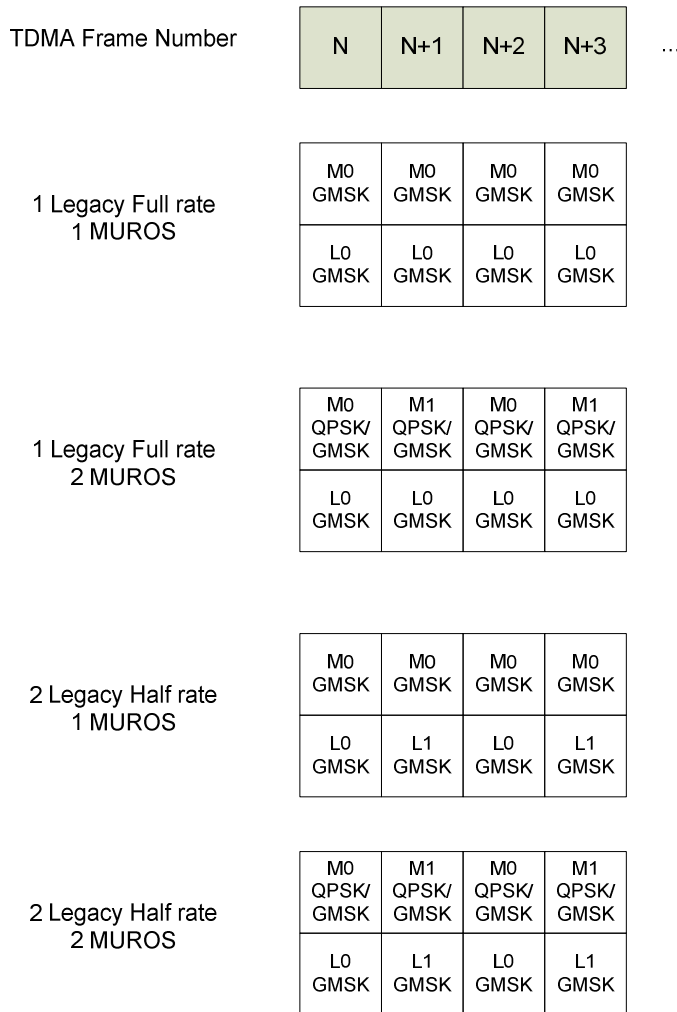 TDMA Frame Number
N N+1 N+2 N+3 ...
1 Legacy Full rate
1 MUROS
M0 M0 M0 M0
GMSK GMSK GMSK GMSK
L0 L0 L0 L0
GMSK GMSK GMSK GMSK
1 Legacy Full rate
2 MUROS
M0 M1 M0 M1
QPSK/ QPSK/ QPSK/ QPSK/
GMSK GMSK GMSK GMSK
L0 L0 L0 L0
GMSK GMSK GMSK GMSK
2 Legacy Half rate
1 MUROS
M0 M0 M0 M0
GMSK GMSK GMSK GMSK
L0 L1 L0 L1
GMSK GMSK GMSK GMSK
2 Legacy Half rate
2 MUROS
M0 M1 M0 M1
QPSK/ QPSK/ QPSK/ QPSK/
GMSK GMSK GMSK GMSK
L0 L1 L0 L1
GMSK GMSK GMSK GMSK